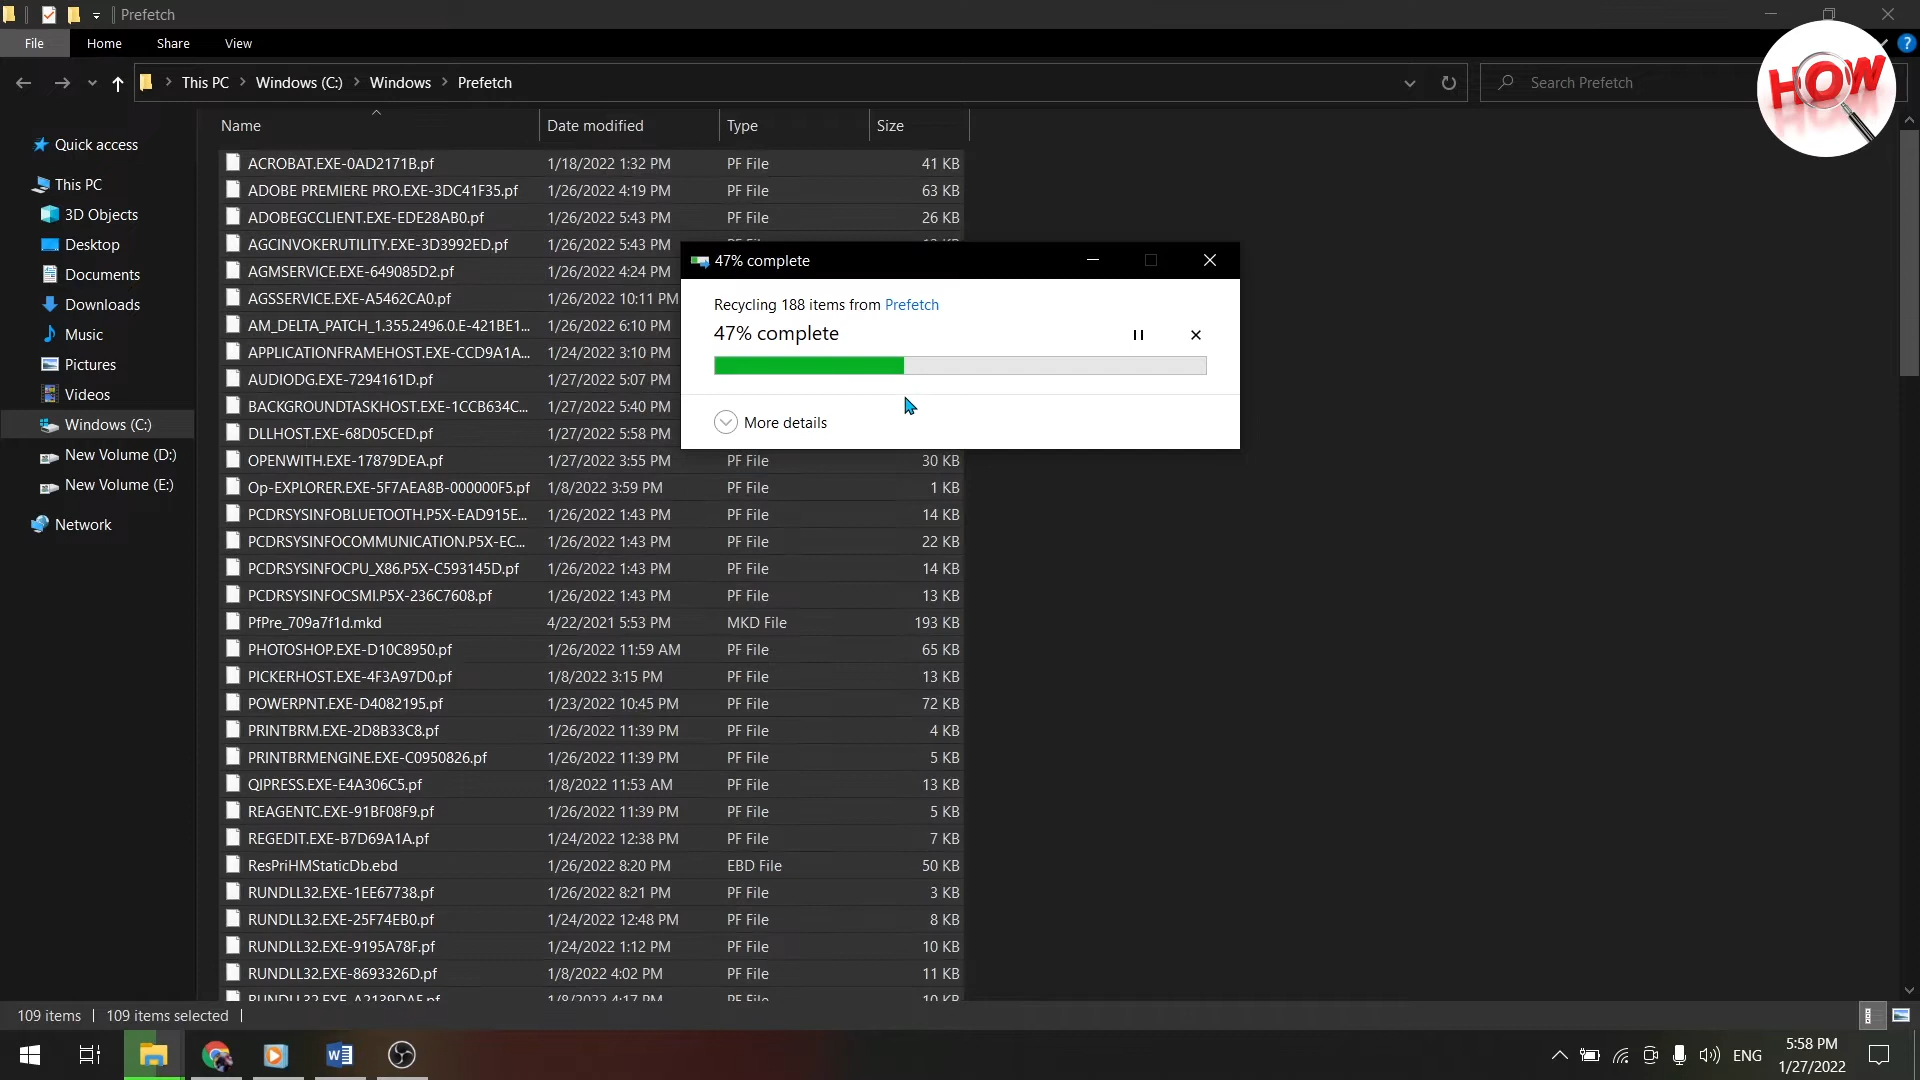 Prefetch
File Home Share View
This PC Windows (C:) Windows Prefetch
Search Prefetch
HOW
Name Date modified Type Size
Quick access
This PC
3D Objects
Desktop
Documents
Downloads
Music
Pictures
Videos
Windows (C:)
New Volume (D:)
New Volume (E:)
Network
ACROBAT.EXE-0AD2171B.pf 1/18/2022 1:32 PM PF File 41 KB
ADOBE PREMIERE PRO.EXE-3DC41F35.pf 1/26/2022 4:19 PM PF File 63 KB
ADOBEGCCLIENT.EXE-EDE28AB0.pf 1/26/2022 5:43 PM PF File 26 KB
AGCINVOKERUTILITY.EXE-3D3992ED.pf 1/26/2022 5:43 PM
AGMSERVICE.EXE-649085D2.pf 1/26/2022 4:24 PM
AGSSERVICE.EXE-A5462CA0.pf 1/26/2022 10:11 PM
AM_DELTA_PATCH_1.355.2496.0.E-421BE1... 1/26/2022 6:10 PM
APPLICATIONFRAMEHOST.EXE-CCD9A1A... 1/24/2022 3:10 PM
AUDIODG.EXE-7294161D.pf 1/27/2022 5:07 PM
BACKGROUNDTASKHOST.EXE-1CCB634C... 1/27/2022 5:40 PM
DLLHOST.EXE-68D05CED.pf 1/27/2022 5:58 PM
OPENWITH.EXE-17879DEA.pf 1/27/2022 3:55 PM PF File 30 KB
Op-EXPLORER.EXE-5F7AEA8B-000000F5.pf 1/8/2022 3:59 PM PF File 1 KB
PCDRSYSINFOBLUETOOTH.P5X-EAD915E... 1/26/2022 1:43 PM PF File 14 KB
PCDRSYSINFOCOMMUNICATION.P5X-EC... 1/26/2022 1:43 PM PF File 22 KB
PCDRSYSINFOCPU_X86.P5X-C593145D.pf 1/26/2022 1:43 PM PF File 14 KB
PCDRSYSINFOCSMI.P5X-236C7608.pf 1/26/2022 1:43 PM PF File 13 KB
PfPre_709a7f1d.mkd 4/22/2021 5:53 PM MKD File 193 KB
PHOTOSHOP.EXE-D10C8950.pf 1/26/2022 11:59 AM PF File 65 KB
PICKERHOST.EXE-4F3A97D0.pf 1/8/2022 3:15 PM PF File 13 KB
POWERPNT.EXE-D4082195.pf 1/23/2022 10:45 PM PF File 72 KB
PRINTBRM.EXE-2D8B33C8.pf 1/26/2022 11:39 PM PF File 4 KB
PRINTBRMENGINE.EXE-C0950826.pf 1/26/2022 11:39 PM PF File 5 KB
QIPRESS.EXE-E4A306C5.pf 1/8/2022 11:53 AM PF File 13 KB
REAGENTC.EXE-91BF08F9.pf 1/26/2022 11:39 PM PF File 5 KB
REGEDIT.EXE-B7D69A1A.pf 1/24/2022 12:38 PM PF File 7 KB
ResPriHMStaticDb.ebd 1/26/2022 8:20 PM EBD File 50 KB
RUNDLL32.EXE-1EE67738.pf 1/26/2022 8:21 PM PF File 3 KB
RUNDLL32.EXE-25F74EB0.pf 1/24/2022 12:48 PM PF File 8 KB
RUNDLL32.EXE-9195A78F.pf 1/24/2022 1:12 PM PF File 10 KB
RUNDLL32.EXE-8693326D.pf 1/8/2022 4:02 PM PF File 11 KB
RUNDLL32.EXE-A2139DAF.pf 1/8/2022 4:17 PM PF File 10 KB
47% complete
Recycling 188 items from Prefetch
47% complete
More details
109 items 109 items selected
ENG
5:58 PM
1/27/2022